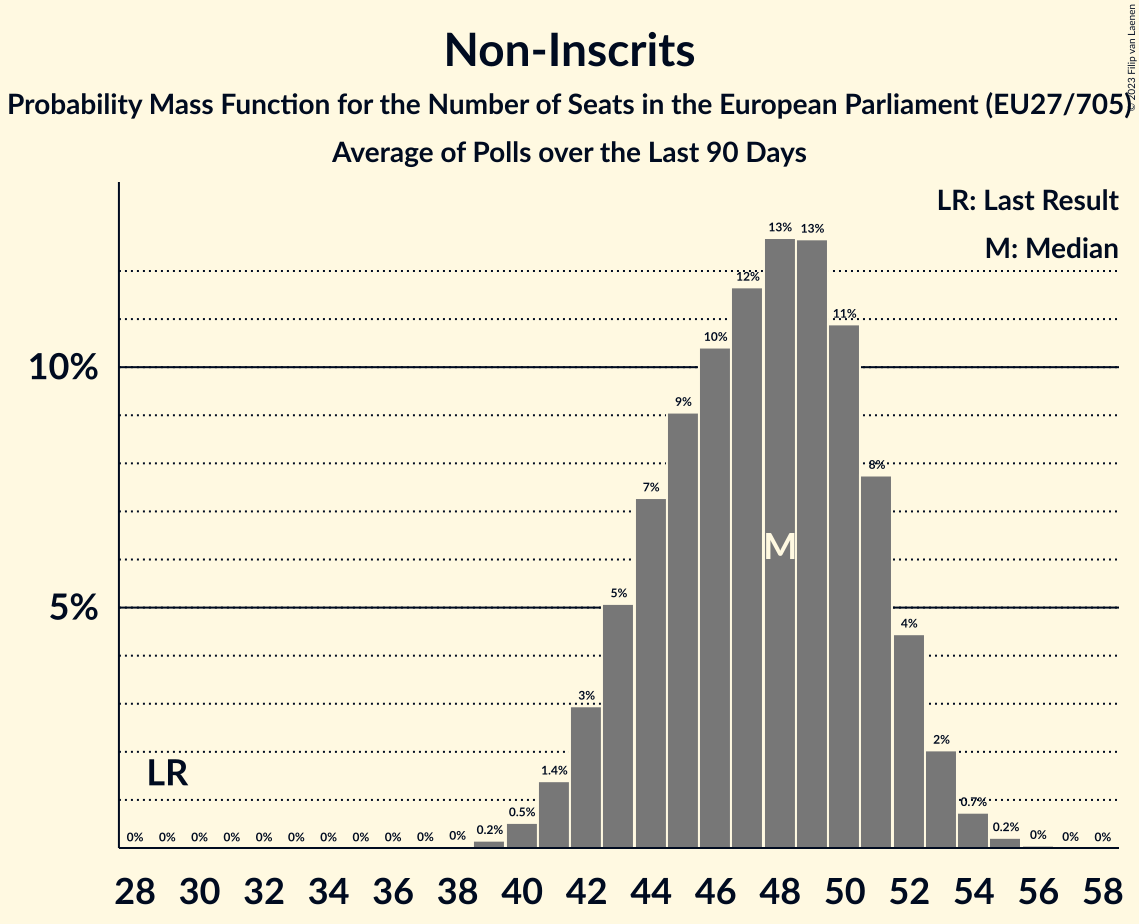 Non-Inscrits
Probability Mass Function for the Number of Seats in the European Parliament (EU27/705)
Average of Polls over the Last 90 Days
© 2023 Filip van Laenen
LR: Last Result
M: Median
10%
5%
LR
M
0% 0% 0% 0% 0% 0% 0% 0% 0% 0% 0% 0.2% 0.5% 1.4% 3% 5% 7% 9% 10% 12% 13% 13% 11% 8% 4% 2% 0.7% 0.2% 0% 0% 0%
28 30 32 34 36 38 40 42 44 46 48 50 52 54 56 58